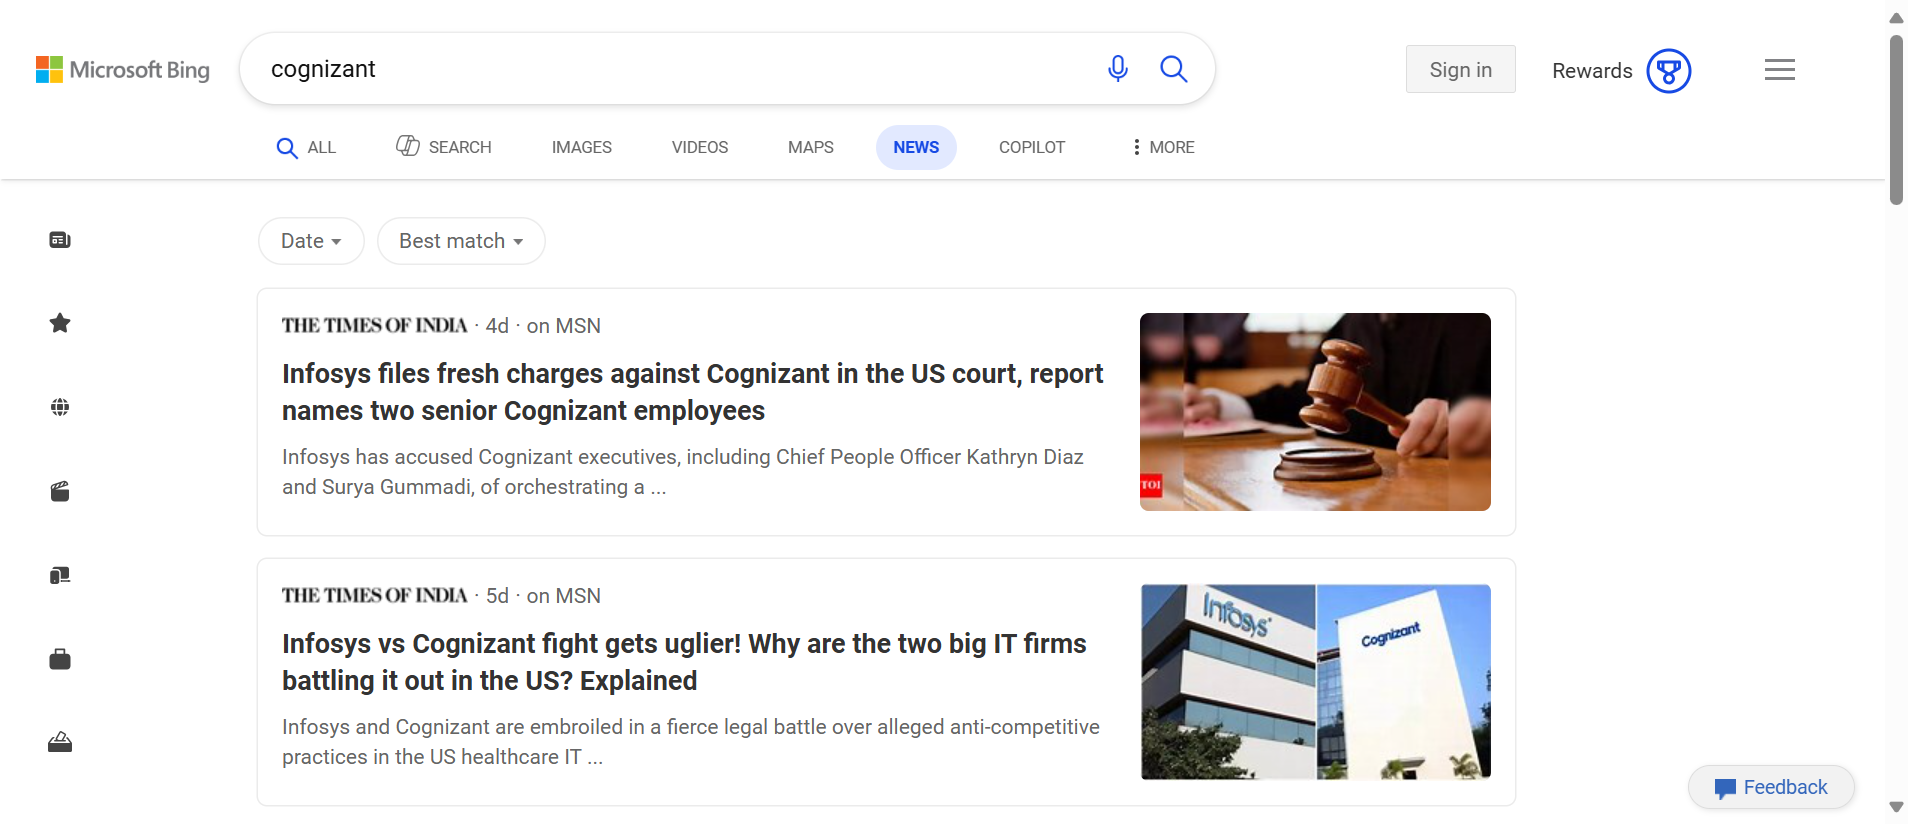 Microsoft Bing
cognizant
Sign in
Rewards
ALL
SEARCH
IMAGES
VIDEOS
MAPS
NEWS
COPILOT
MORE
Date
Best match
THE TIMES OF INDIA · 4d · on MSN
Infosys files fresh charges against Cognizant in the US court, report
names two senior Cognizant employees
Infosys has accused Cognizant executives, including Chief People Officer Kathryn Diaz
and Surya Gummadi, of orchestrating a ...
TOI
THE TIMES OF INDIA · 5d · on MSN
Infosys vs Cognizant fight gets uglier! Why are the two big IT firms
battling it out in the US? Explained
Infosys and Cognizant are embroiled in a fierce legal battle over alleged anti-competitive
practices in the US healthcare IT ...
Infosys
Cognizant
Feedback